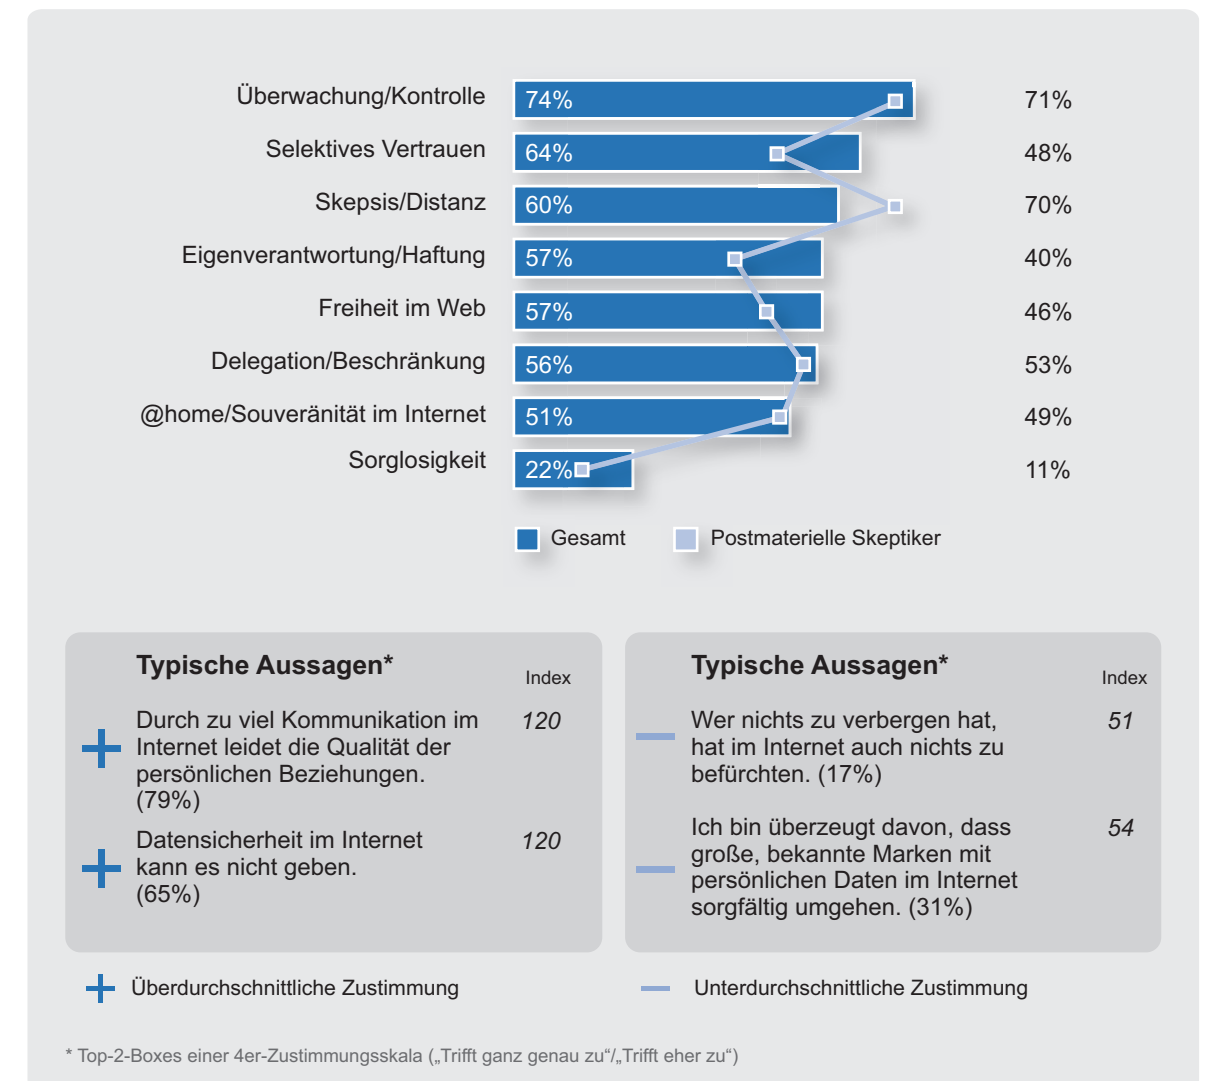 Überwachung/Kontrolle 74% 71%
Selektives Vertrauen 64% 48%
Skepsis/Distanz 60% 70%
Eigenverantwortung/Haftung 57% 40%
Freiheit im Web 57% 46%
Delegation/Beschränkung 56% 53%
@home/Souveränität im Internet 51% 49%
Sorglosigkeit 22% 11%
Gesamt Postmaterielle Skeptiker
Typische Aussagen*
Index
Durch zu viel Kommunikation im 120
Internet leidet die Qualität der
persönlichen Beziehungen.
(79%)
Datensicherheit im Internet 120
kann es nicht geben.
(65%)
Typische Aussagen*
Index
Wer nichts zu verbergen hat, 51
hat im Internet auch nichts zu
befürchten. (17%)
Ich bin überzeugt davon, dass 54
große, bekannte Marken mit
persönlichen Daten im Internet
sorgfältig umgehen. (31%)
Überdurchschnittliche Zustimmung
Unterdurchschnittliche Zustimmung
* Top-2-Boxes einer 4er-Zustimmungsskala („Trifft ganz genau zu“/„Trifft eher zu“)